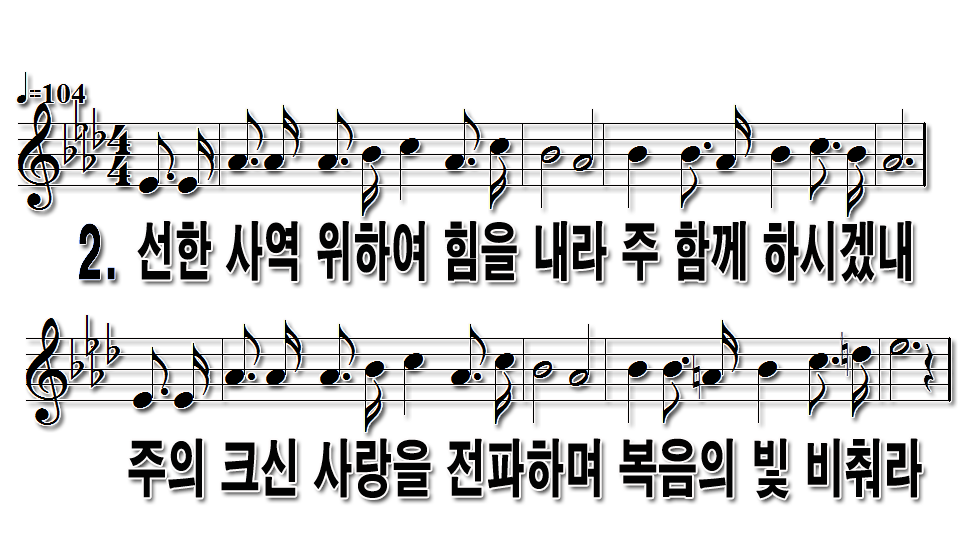 ♩=104
2. 선한 사역 위하여 힘을 내라 주 함께 하시겠내
주의 크신 사랑을 전파하며 복음의 빛 비춰라